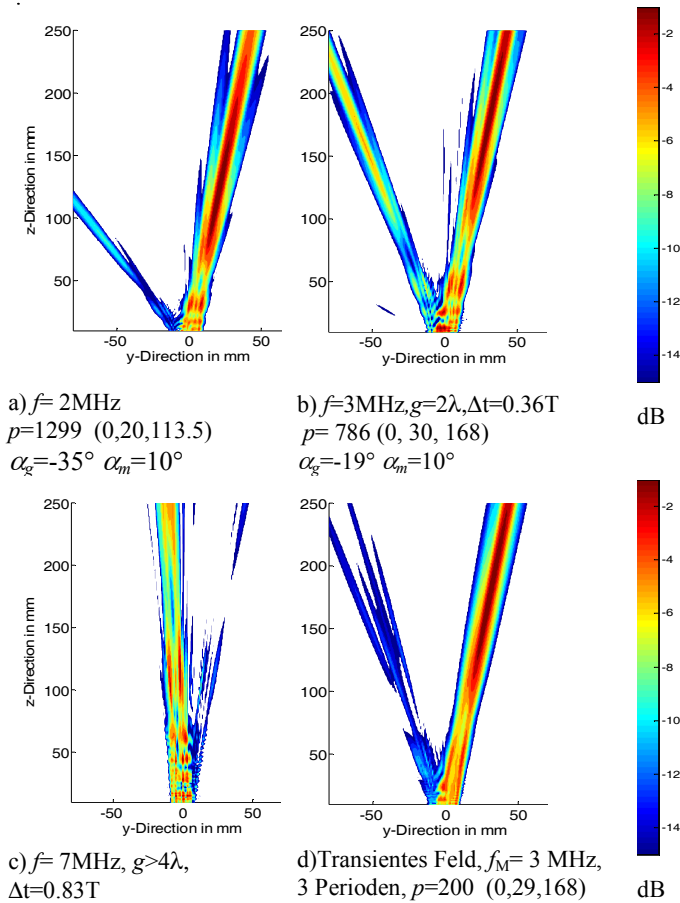 250
200
150
100
50
z-Direction in mm
-50
0
50
y-Direction in mm
250
200
150
100
50
-50
0
50
y-Direction in mm
-2
-4
-6
-8
-10
-12
-14
a) f= 2MHz
p=1299 (0,20,113.5)
αg=-35° αm=10°
b) f=3MHz,g=2λ,Δt=0.36T
p= 786 (0, 30, 168)
αg=-19° αm=10°
dB
250
200
150
100
50
z-Direction in mm
-50
0
50
y-Direction in mm
250
200
150
100
50
-50
0
50
y-Direction in mm
-2
-4
-6
-8
-10
-12
-14
c) f= 7MHz, g>4λ,
Δt=0.83T
d)Transientes Feld, fM= 3 MHz,
3 Perioden, p=200 (0,29,168)
dB